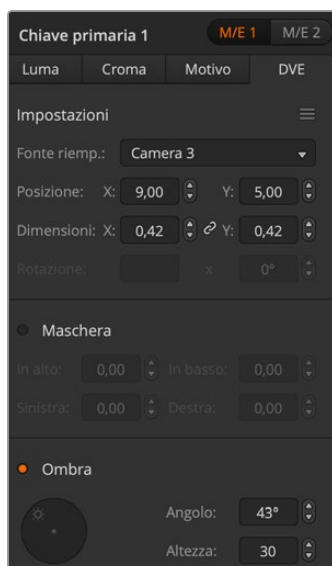 Chiave primaria 1 M/E 1 M/E 2
Luma Croma Motivo DVE
Impostazioni
Fonte riemp.: Camera 3
Posizione: X: 9,00 Y: 5,00
Dimensioni: X: 0,42 Y: 0,42
Rotazione: x 0°
Maschera
In alto: 0,00 In basso: 0,00
Sinistra: 0,00 Destra: 0,00
Ombra
Angolo: 43°
Altezza: 30